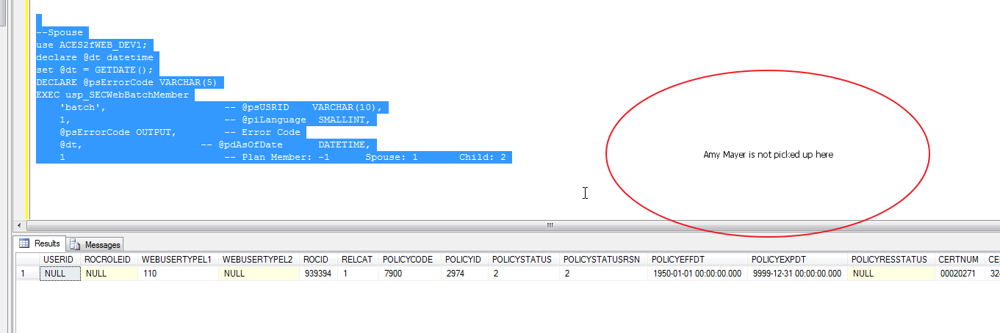 --Spouse
use ACES2fWEB_DEV1;
declare @dt datetime
set @dt = GETDATE();
DECLARE @psErrorCode VARCHAR(5)
EXEC usp_SECWebBatchMember
'batch', -- @psUSRID VARCHAR(10),
1, -- @piLanguage SMALLINT,
@psErrorCode OUTPUT, -- Error Code
@dt, -- @pdAsOfDate DATETIME,
1 -- Plan Member: -1 Spouse: 1 Child: 2
Amy Mayer is not picked up here
Results Messages
USERID ROCROLEID WEBUSERTYPEL1 WEBUSERTYPEL2 ROCID RELCAT POLICYCODE POLICYID POLICYSTATUS POLICYSTATUSRSN POLICYEFFDT POLICYEXPDT POLICYRESSTATUS CERTNUM CE
1 NULL NULL 110 NULL 939394 1 7900 2974 2 2 1950-01-01 00:00:00.000 9999-12-31 00:00:00.000 NULL 00020271 324